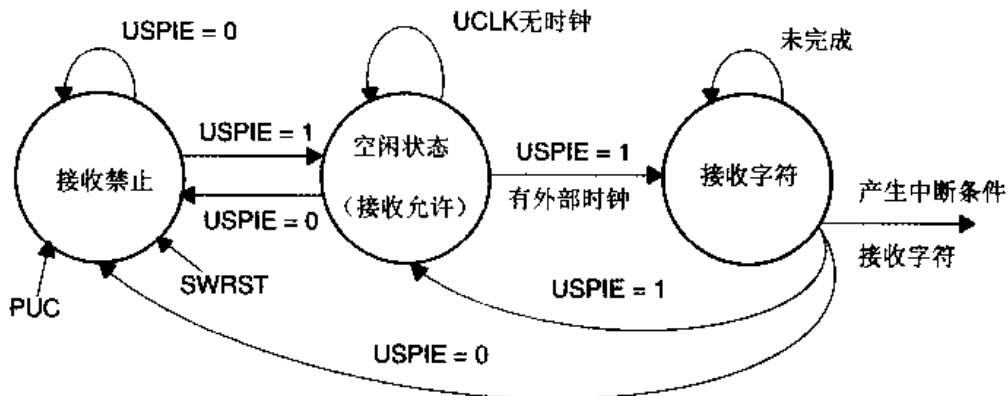 USPIE = 0
UCLK无时钟
未完成
USPIE = 1
空闲状态
USPIE = 1
接收禁止
接收字符
产生中断条件
USPIE = 0
（接收允许）
有外部时钟
接收字符
PUC
SWRST
USPIE = 1
USPIE = 0